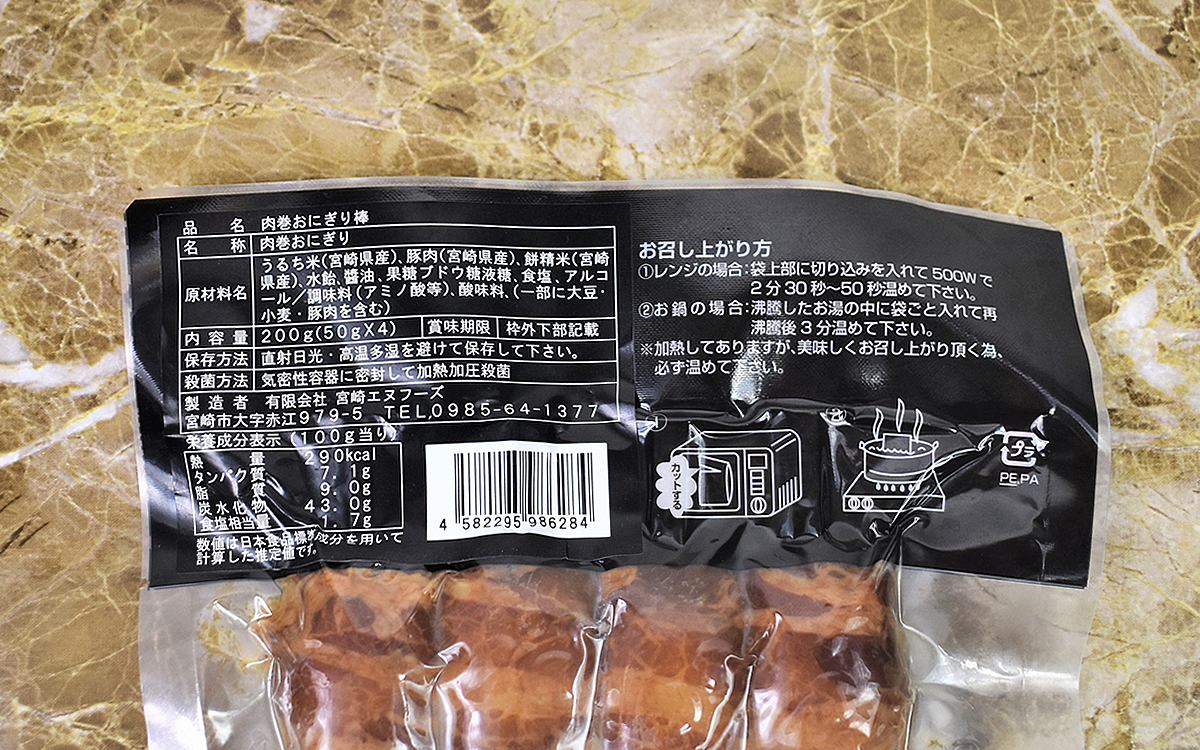 品名 肉巻おにぎり棒
名称 肉巻おにぎり
原材料名 うるち米(宮崎県産)、豚肉(宮崎県産)、餅精米(宮崎
県産)、水飴、醬油、果糖ブドウ糖液糖、食塩、アルコ
ール／調味料(アミノ酸等)、酸味料、(一部に大豆・
小麦・豚肉を含む)
内容量 200g(50g×4) 賞味期限 枠外下部記載
保存方法 直射日光・高温多湿を避けて保存して下さい。
殺菌方法 気密性容器に密封して加熱加圧殺菌
製造者 有限会社 宮崎エヌフーズ
宮崎市大字赤江979-5 TEL,0985-64-1377
栄養成分表示(100g当り)
熱量 290kcal
タンパク質 7.1g
脂質 9.0g
炭水化物 43.0g
食塩相当量 1.7g
数値は日本食品標準成分を用いて
計算した推定値です。
4 582295 986284
お召し上がり方
①レンジの場合:袋上部に切り込みを入れて500Wで
2分30秒〜50秒温めて下さい。
②お鍋の場合:沸騰したお湯の中に袋ごと入れて再
沸騰後3分温めて下さい。
※加熱してありますが、美味しくお召し上がり頂く為、
必ず温めて下さい。
①
②
カットする
プラ
PE,PA